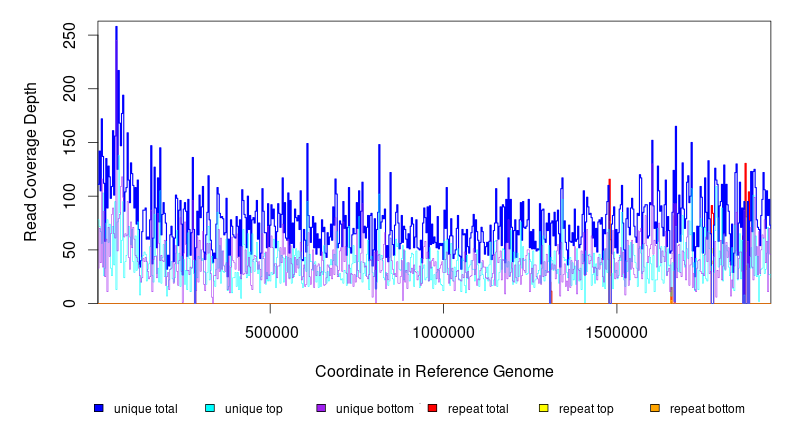 250
200
150
100
50
0
Read Coverage Depth
500000 1000000 1500000
Coordinate in Reference Genome
unique total unique top unique bottom repeat total repeat top repeat bottom